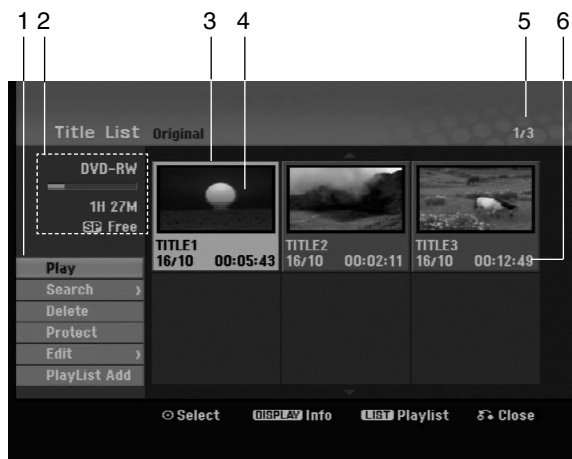 1 2 3 4 5 6
Title List Original 1/3
DVD-RW
1H 27M
SP Free
Play
Search
Delete
Protect
Edit
PlayList Add
TITLE1
16/10 00:05:43
TITLE2
16/10 00:02:11
TITLE3
16/10 00:12:49
Select DISPLAY Info LIST Playlist Close